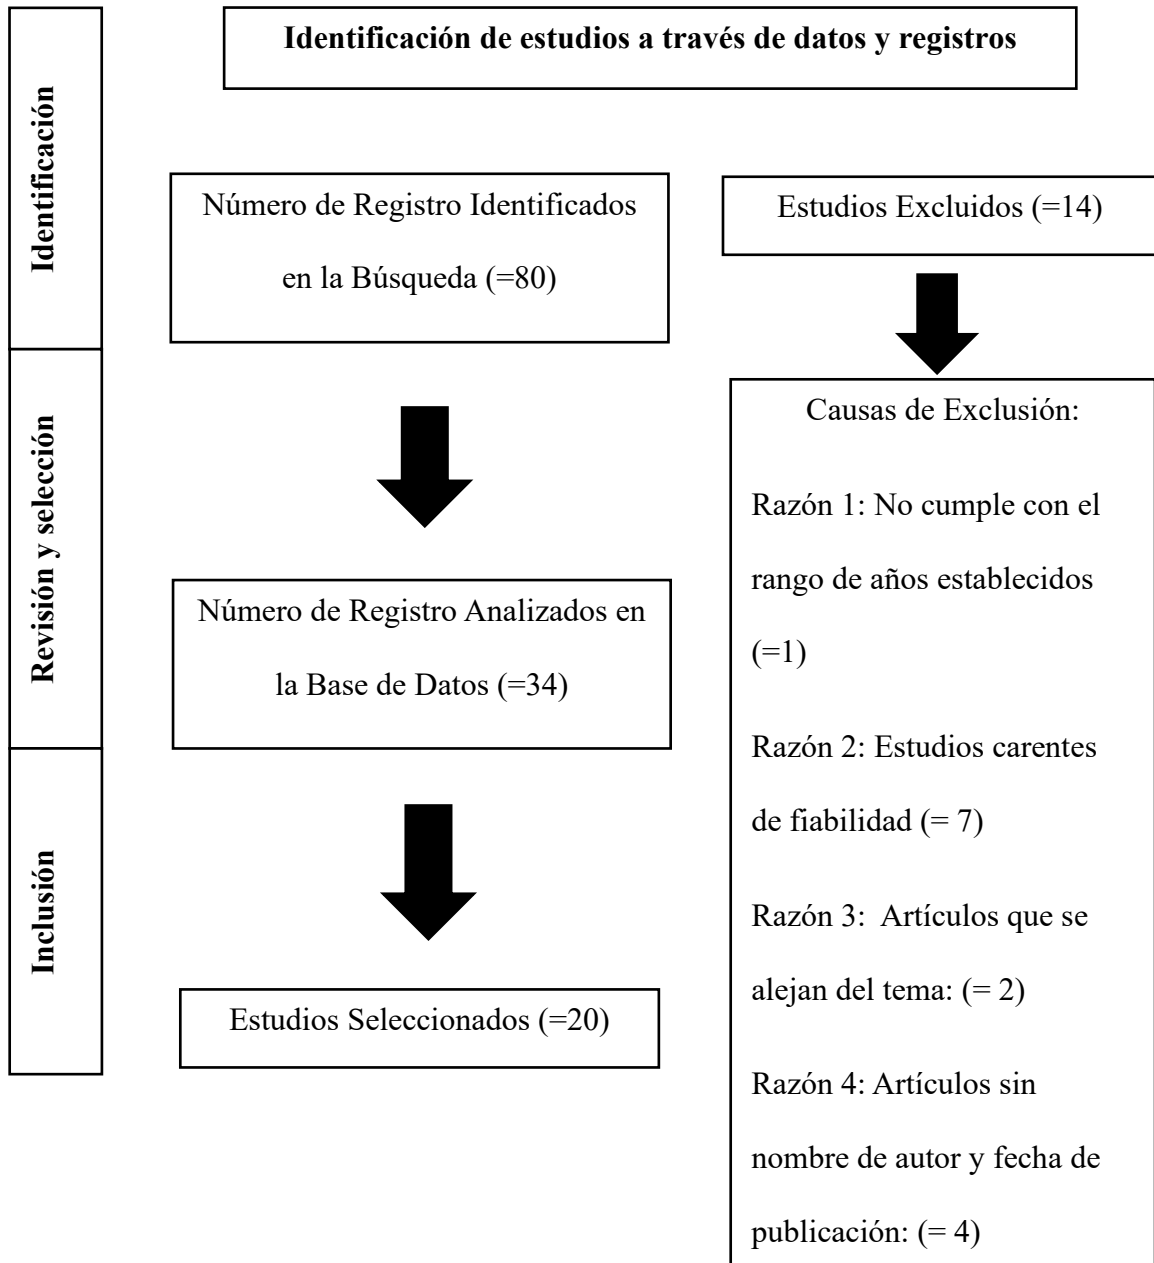 Identificación de estudios a través de datos y registros
Identificación
Número de Registro Identificados
en la Búsqueda (=80)
Estudios Excluidos (=14)
Revisión y selección
Número de Registro Analizados en
la Base de Datos (=34)
Causas de Exclusión:
Razón 1: No cumple con el
rango de años establecidos
(=1)
Razón 2: Estudios carentes
de fiabilidad (= 7)
Razón 3:  Artículos que se
alejan del tema: (= 2)
Razón 4: Artículos sin
nombre de autor y fecha de
publicación: (= 4)
Inclusión
Estudios Seleccionados (=20)